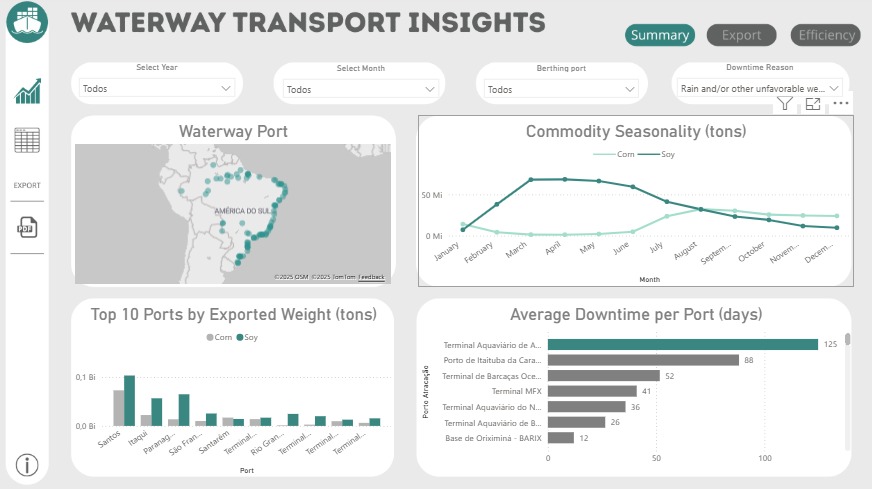 WATERWAY TRANSPORT INSIGHTS
Summary
Export
Efficiency
Select Year
Todos
Select Month
Todos
Berthing port
Todos
Downtime Reason
Rain and/or other unfavorable we...
EXPORT
PDF
Waterway Port
AMÉRICA DO SUL
©2025 OSM ©2025 TomTom Feedback
Commodity Seasonality (tons)
Corn Soy
50 Mi
0 Mi
January
February
March
April
May
June
July
August
Septem...
October
Novem...
Decem...
Month
Top 10 Ports by Exported Weight (tons)
Corn Soy
0,1 Bi
0,0 Bi
Santos
Itaqui
Paranag...
São Fran...
Santarém
Terminal...
Rio Gran...
Terminal...
Terminal...
Terminal...
Port
Average Downtime per Port (days)
Porto Atracação
Terminal Aquaviário de A... 125
Porto de Itaituba da Cara... 88
Terminal de Barcaças Oce... 52
Terminal MFX 41
Terminal Aquaviário do N... 36
Terminal Aquaviário de B... 26
Base de Oriximiná - BARIX 12
0 50 100